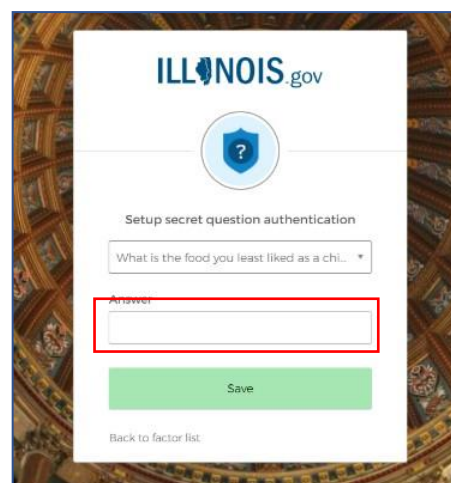 ILLINOIS.gov
?
Setup secret question authentication
What is the food you least liked as a chi...
Answer
Save
Back to factor list